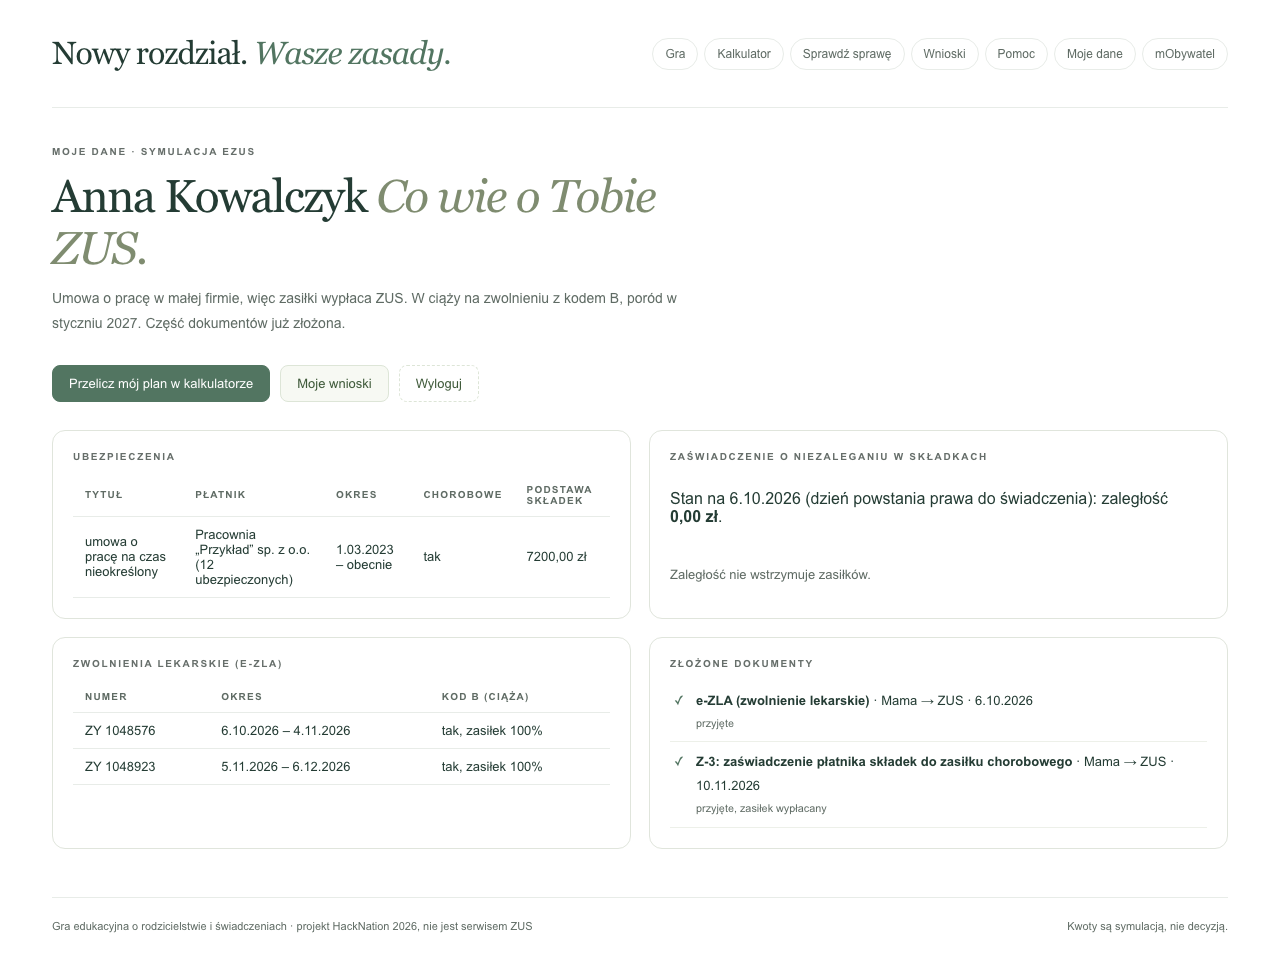 Nowy rozdział. Wasze zasady.
Gra
Kalkulator
Sprawdź sprawę
Wnioski
Pomoc
Moje dane
mObywatel
MOJE DANE · SYMULACJA EZUS
Anna Kowalczyk Co wie o Tobie
ZUS.
Umowa o pracę w małej firmie, więc zasiłki wypłaca ZUS. W ciąży na zwolnieniu z kodem B, poród w
styczniu 2027. Część dokumentów już złożona.
Przelicz mój plan w kalkulatorze
Moje wnioski
Wyloguj
UBEZPIECZENIA
TYTUŁ PŁATNIK OKRES CHOROBOWE PODSTAWA
SKŁADEK
umowa o
pracę na czas
nieokreślony
Pracownia
„Przykład” sp. z o.o.
(12
ubezpieczonych)
1.03.2023
– obecnie
tak
7200,00 zł
ZAŚWIADCZENIE O NIEZALEGANIU W SKŁADKACH
Stan na 6.10.2026 (dzień powstania prawa do świadczenia): zaległość
0,00 zł.
Zaległość nie wstrzymuje zasiłków.
ZWOLNIENIA LEKARSKIE (E-ZLA)
NUMER OKRES KOD B (CIĄŻA)
ZY 1048576 6.10.2026 – 4.11.2026 tak, zasiłek 100%
ZY 1048923 5.11.2026 – 6.12.2026 tak, zasiłek 100%
ZŁOŻONE DOKUMENTY
✓ e-ZLA (zwolnienie lekarskie) · Mama → ZUS · 6.10.2026
przyjęte
✓ Z-3: zaświadczenie płatnika składek do zasiłku chorobowego · Mama → ZUS ·
10.11.2026
przyjęte, zasiłek wypłacany
Gra edukacyjna o rodzicielstwie i świadczeniach · projekt HackNation 2026, nie jest serwisem ZUS
Kwoty są symulacją, nie decyzją.